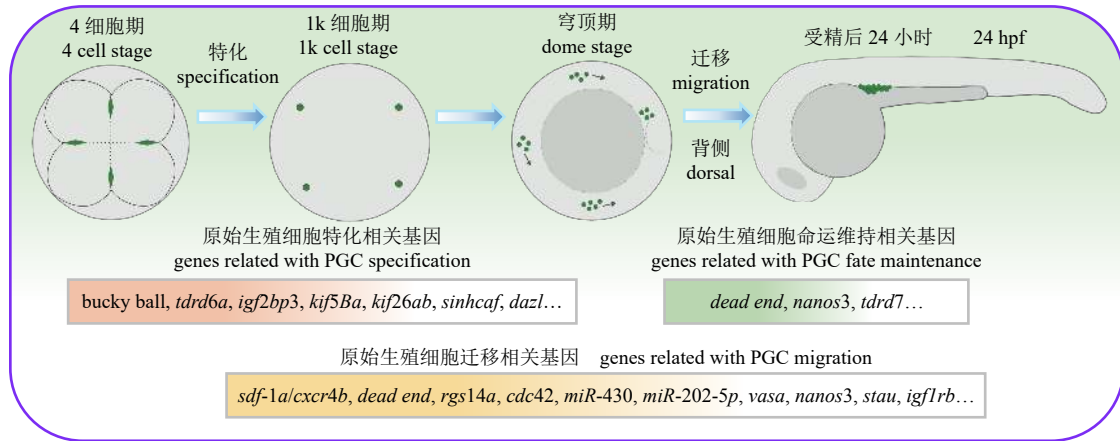 4 细胞期
4 cell stage
特化
specification
1k 细胞期
1k cell stage
穹顶期
dome stage
迁移
migration
背侧
dorsal
受精后 24 小时 24 hpf
原始生殖细胞特化相关基因
genes related with PGC specification
bucky ball, tdrd6a, igf2bp3, kif5Ba, kif26ab, sinhcaf, dazl…
原始生殖细胞命运维持相关基因
genes related with PGC fate maintenance
dead end, nanos3, tdrd7…
原始生殖细胞迁移相关基因 genes related with PGC migration
sdf-1a/cxcr4b, dead end, rgs14a, cdc42, miR-430, miR-202-5p, vasa, nanos3, stau, igf1rb…